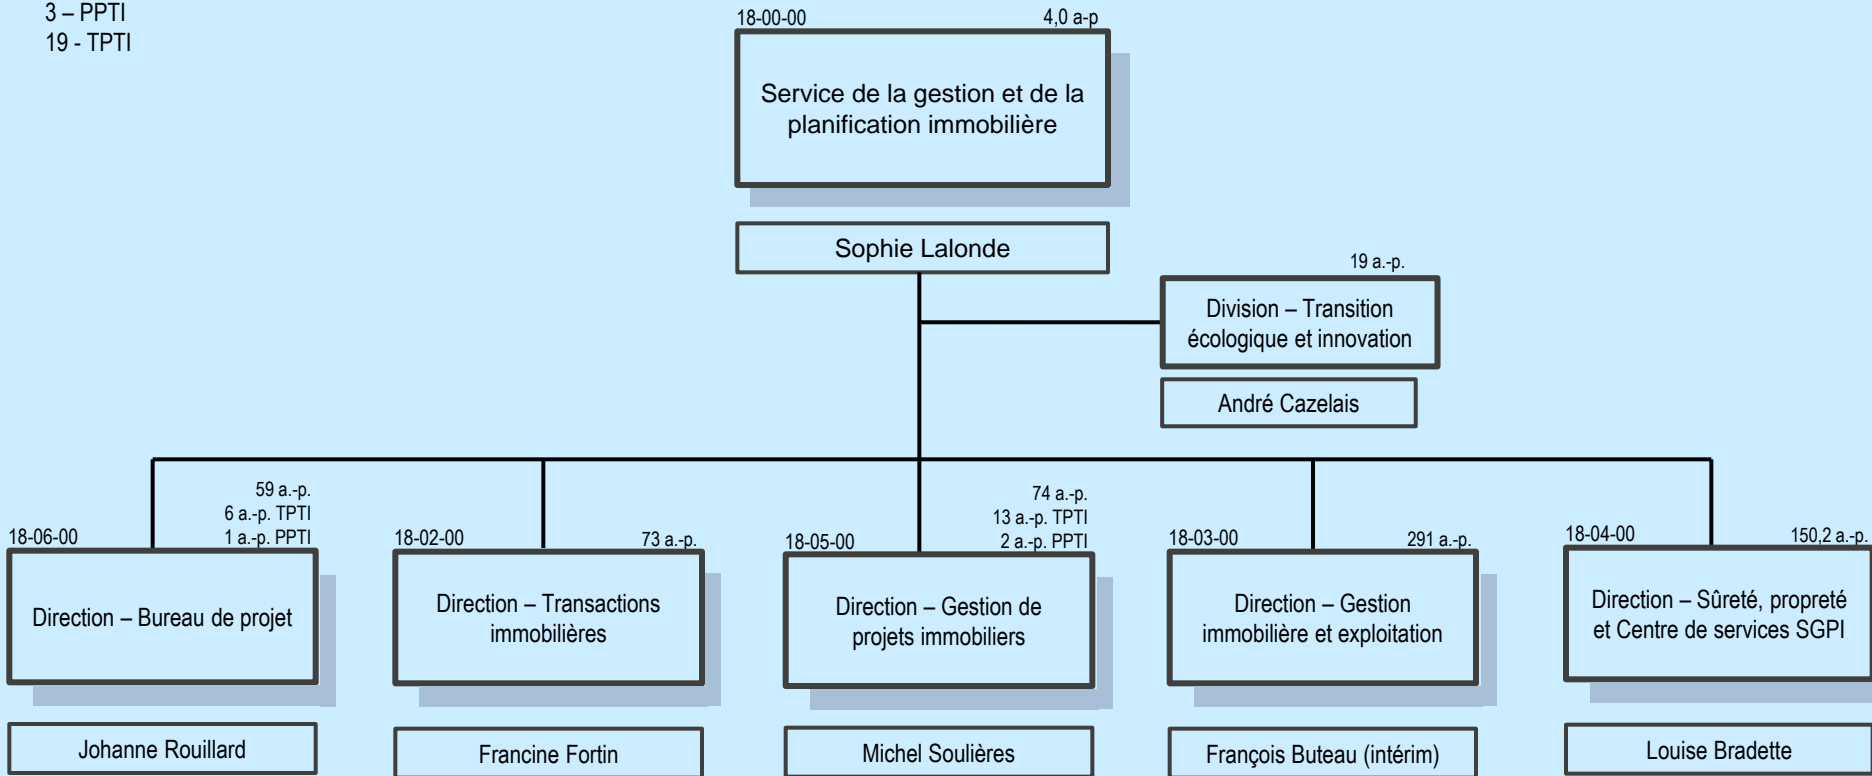 3 – PPTI
19 - TPTI
18-00-00
4,0 a-p
Service de la gestion et de la
planification immobilière
Sophie Lalonde
19 a.-p.
Division – Transition
écologique et innovation
André Cazelais
18-06-00
59 a.-p.
6 a.-p. TPTI
1 a.-p. PPTI
Direction – Bureau de projet
Johanne Rouillard
18-02-00
73 a.-p.
Direction – Transactions
immobilières
Francine Fortin
18-05-00
74 a.-p.
13 a.-p. TPTI
2 a.-p. PPTI
Direction – Gestion de
projets immobiliers
Michel Soulières
18-03-00
291 a.-p.
Direction – Gestion
immobilière et exploitation
François Buteau (intérim)
18-04-00
150,2 a.-p.
Direction – Sûreté, propreté
et Centre de services SGPI
Louise Bradette